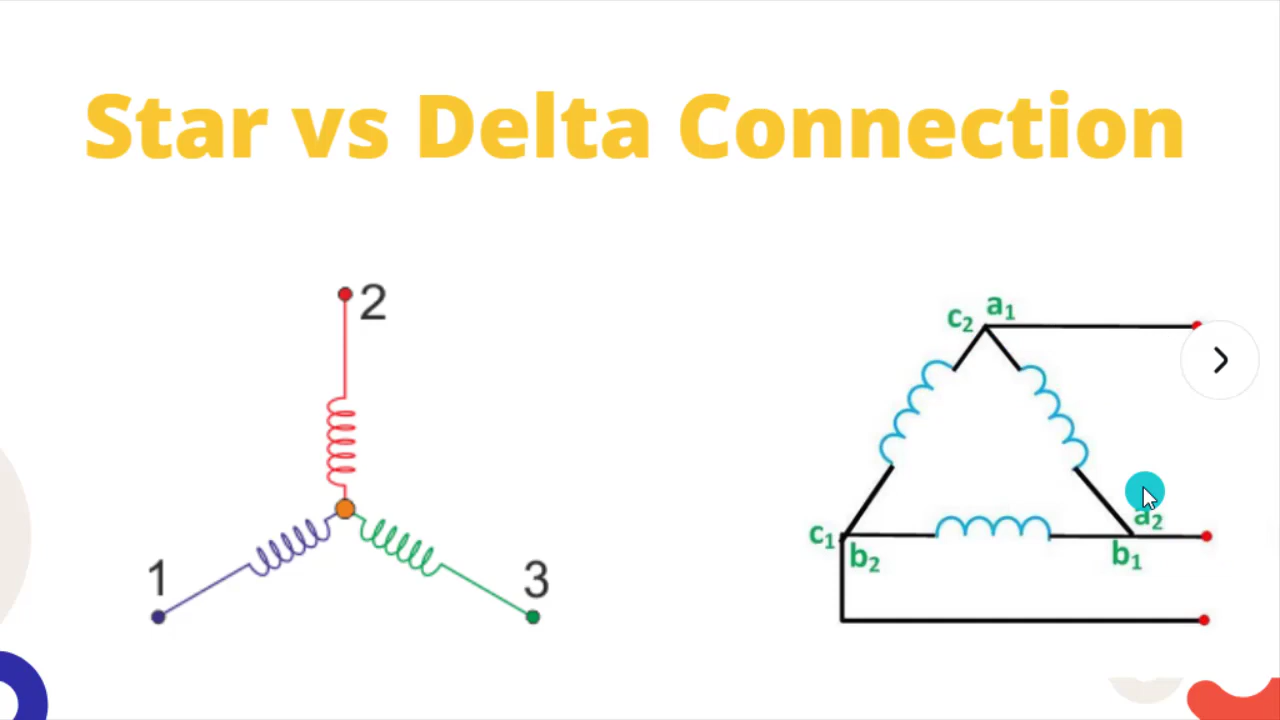 Star vs Delta Connection
2
1
3
c₂ a₁
a₂
c₁
b₂
b₁